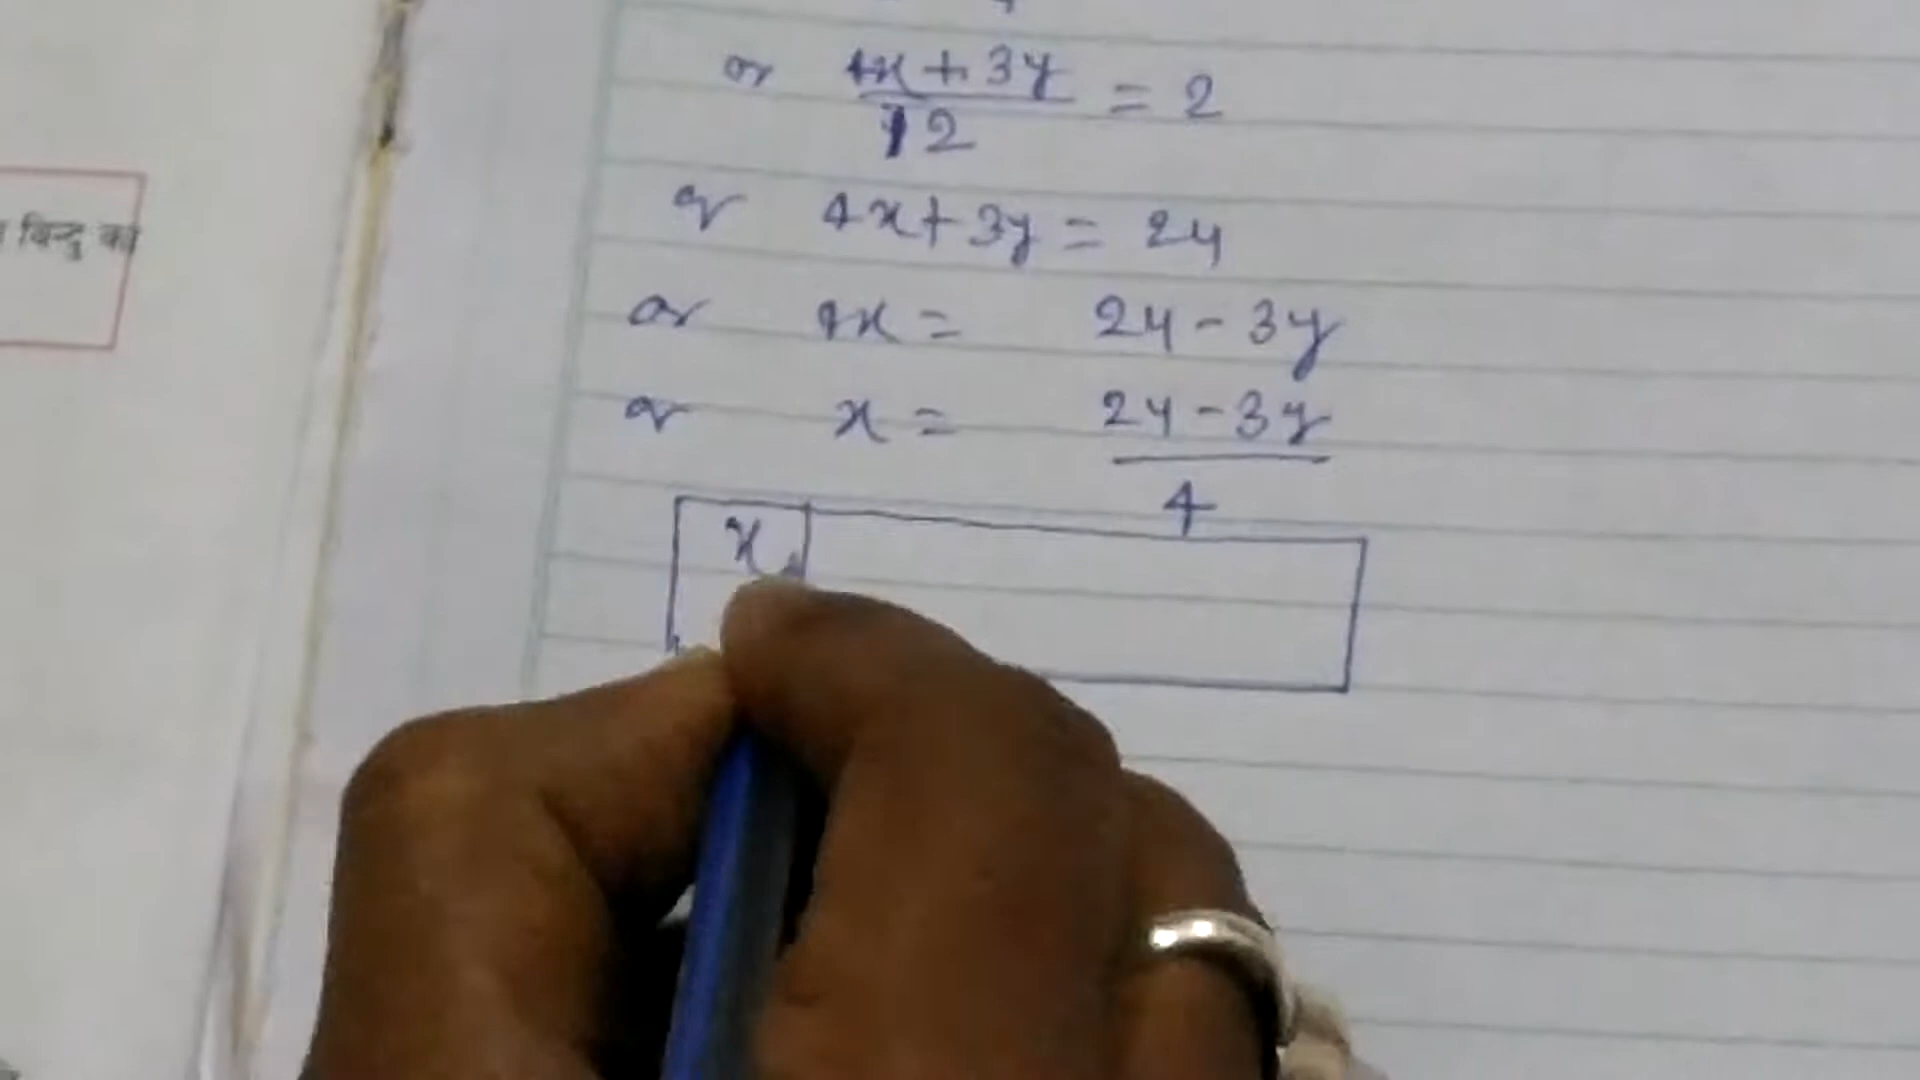 बिन्दु का
or 4x + 3y / 12 = 2
or 4x + 3y = 24
or 4x = 24 - 3y
or x = 24 - 3y / 4
x